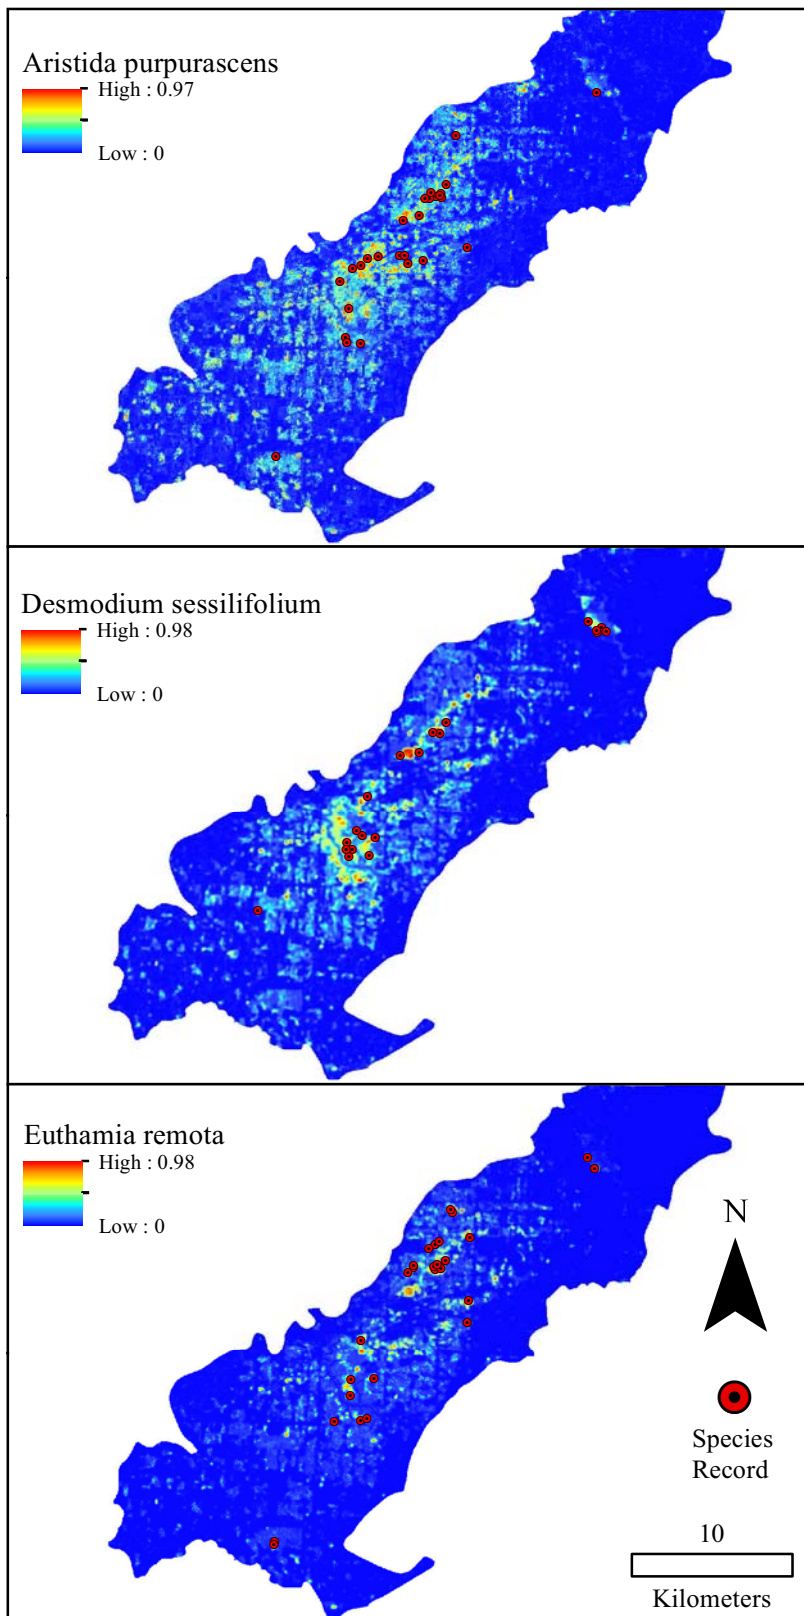 Aristida purpurascens
High : 0.97
Low : 0
Desmodium sessilifolium
High : 0.98
Low : 0
Euthamia remota
High : 0.98
Low : 0
N
Species
Record
10
Kilometers